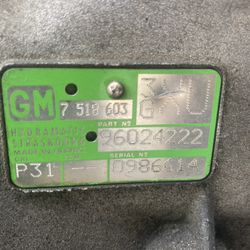 GM 7 518 603
PART Nº
HYDRAMATIC 96024222
STRASBOURG
MADE IN FRANCE SERIAL Nº
P31 -- 0986414